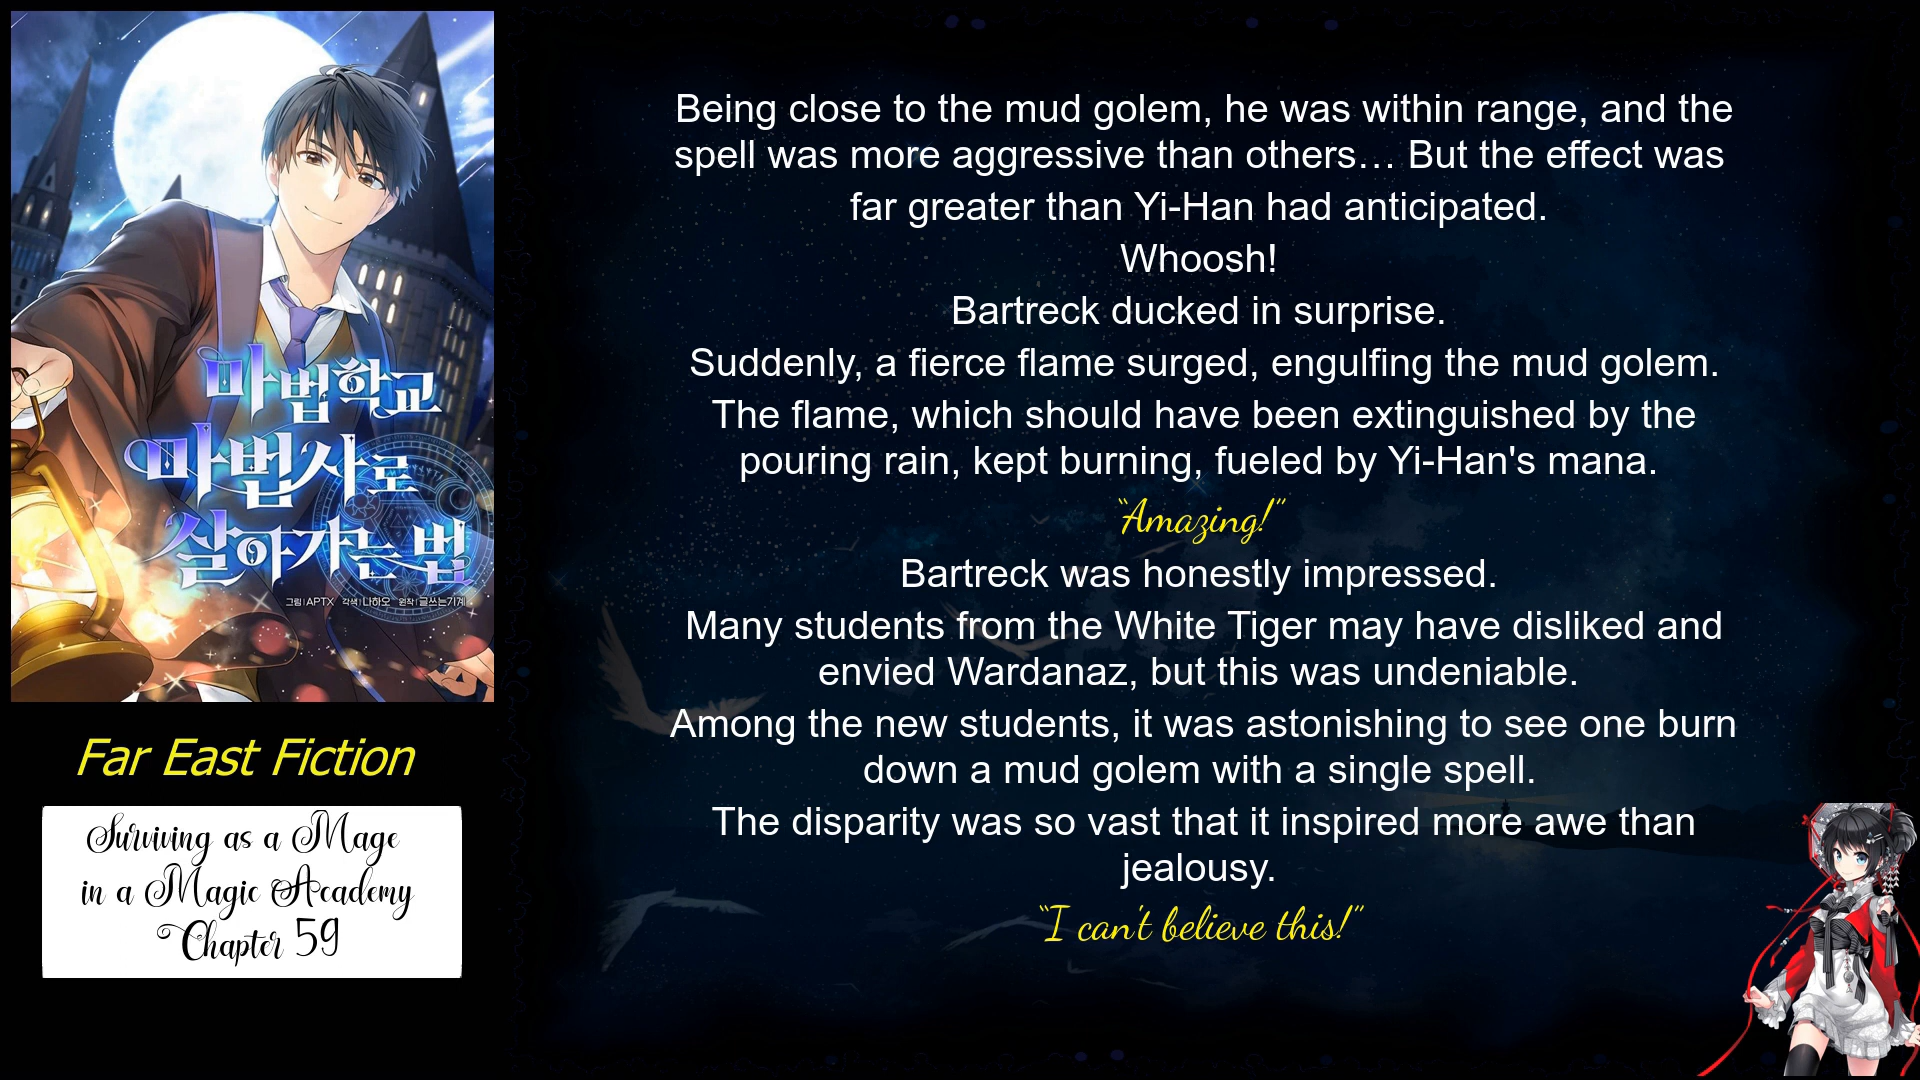 마법학교
마법사로
살아가는 법
그림|APTX 각색|나하오 원작|글쓰는기계
Far East Fiction
Surviving as a Mage
in a Magic Academy
Chapter 59
Being close to the mud golem, he was within range, and the
spell was more aggressive than others… But the effect was
far greater than Yi-Han had anticipated.
Whoosh!
Bartreck ducked in surprise.
Suddenly, a fierce flame surged, engulfing the mud golem.
The flame, which should have been extinguished by the
pouring rain, kept burning, fueled by Yi-Han's mana.
“Amazing!”
Bartreck was honestly impressed.
Many students from the White Tiger may have disliked and
envied Wardanaz, but this was undeniable.
Among the new students, it was astonishing to see one burn
down a mud golem with a single spell.
The disparity was so vast that it inspired more awe than
jealousy.
“I can't believe this!”